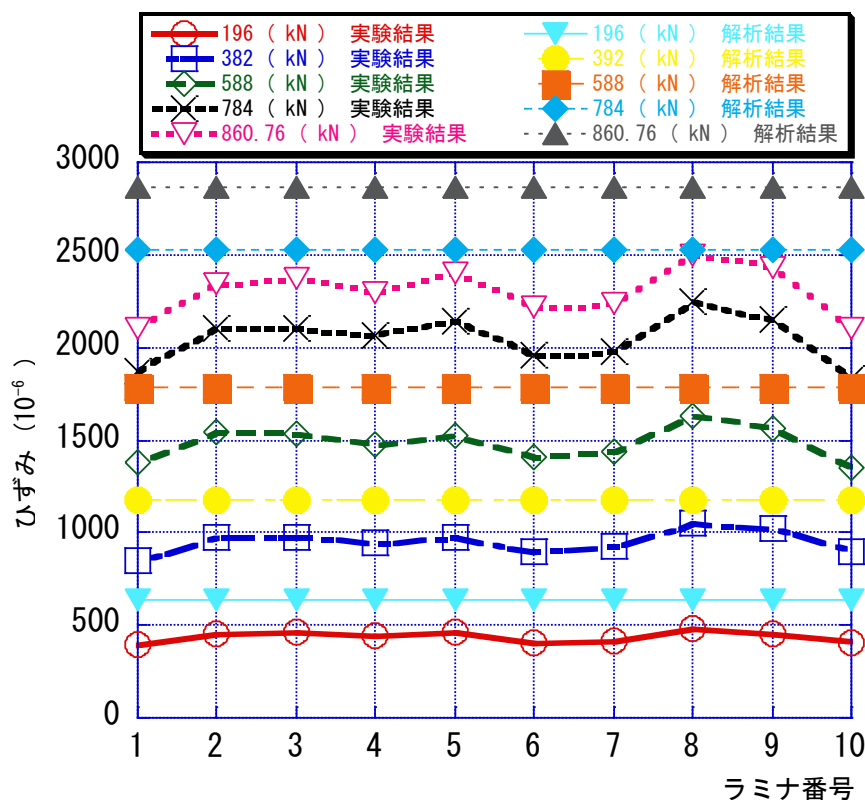 196 ( kN ) 実験結果 196 ( kN ) 解析結果
382 ( kN ) 実験結果 392 ( kN ) 解析結果
588 ( kN ) 実験結果 588 ( kN ) 解析結果
784 ( kN ) 実験結果 784 ( kN ) 解析結果
860.76 ( kN ) 実験結果 860.76 ( kN ) 解析結果
3000
2500
2000
1500
1000
500
0
ひずみ (10⁻⁶ )
1 2 3 4 5 6 7 8 9 10
ラミナ番号